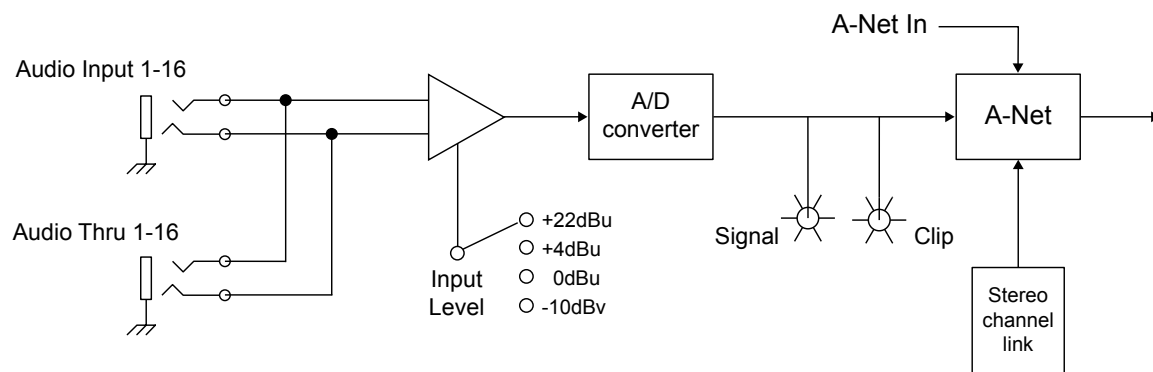 A-Net In
Audio Input 1-16
A/D
converter
A-Net
Audio Thru 1-16
+22dBu
+4dBu
0dBu
-10dBv
Input
Level
Signal
Clip
Stereo
channel
link